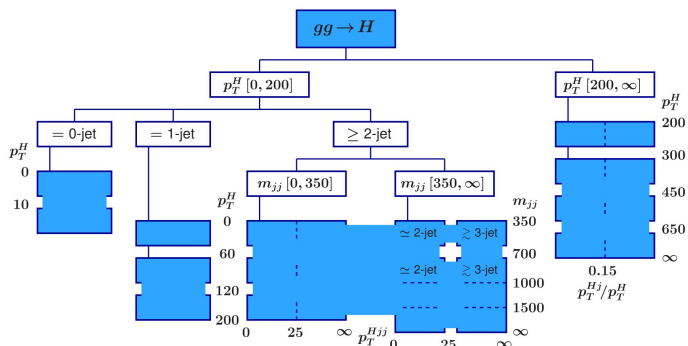 gg → H
p_T^H [0, 200]
p_T^H [200, ∞]
= 0-jet
= 1-jet
≥ 2-jet
m_jj [0, 350]
m_jj [350, ∞]
p_T^H
0
10
p_T^H
0
60
120
200
0
25
∞
p_T^Hjj
0
25
∞
≃ 2-jet
≳ 3-jet
≃ 2-jet
≳ 3-jet
m_jj
350
700
1000
1500
∞
p_T^H
200
300
450
650
∞
0.15
p_T^Hj/p_T^H